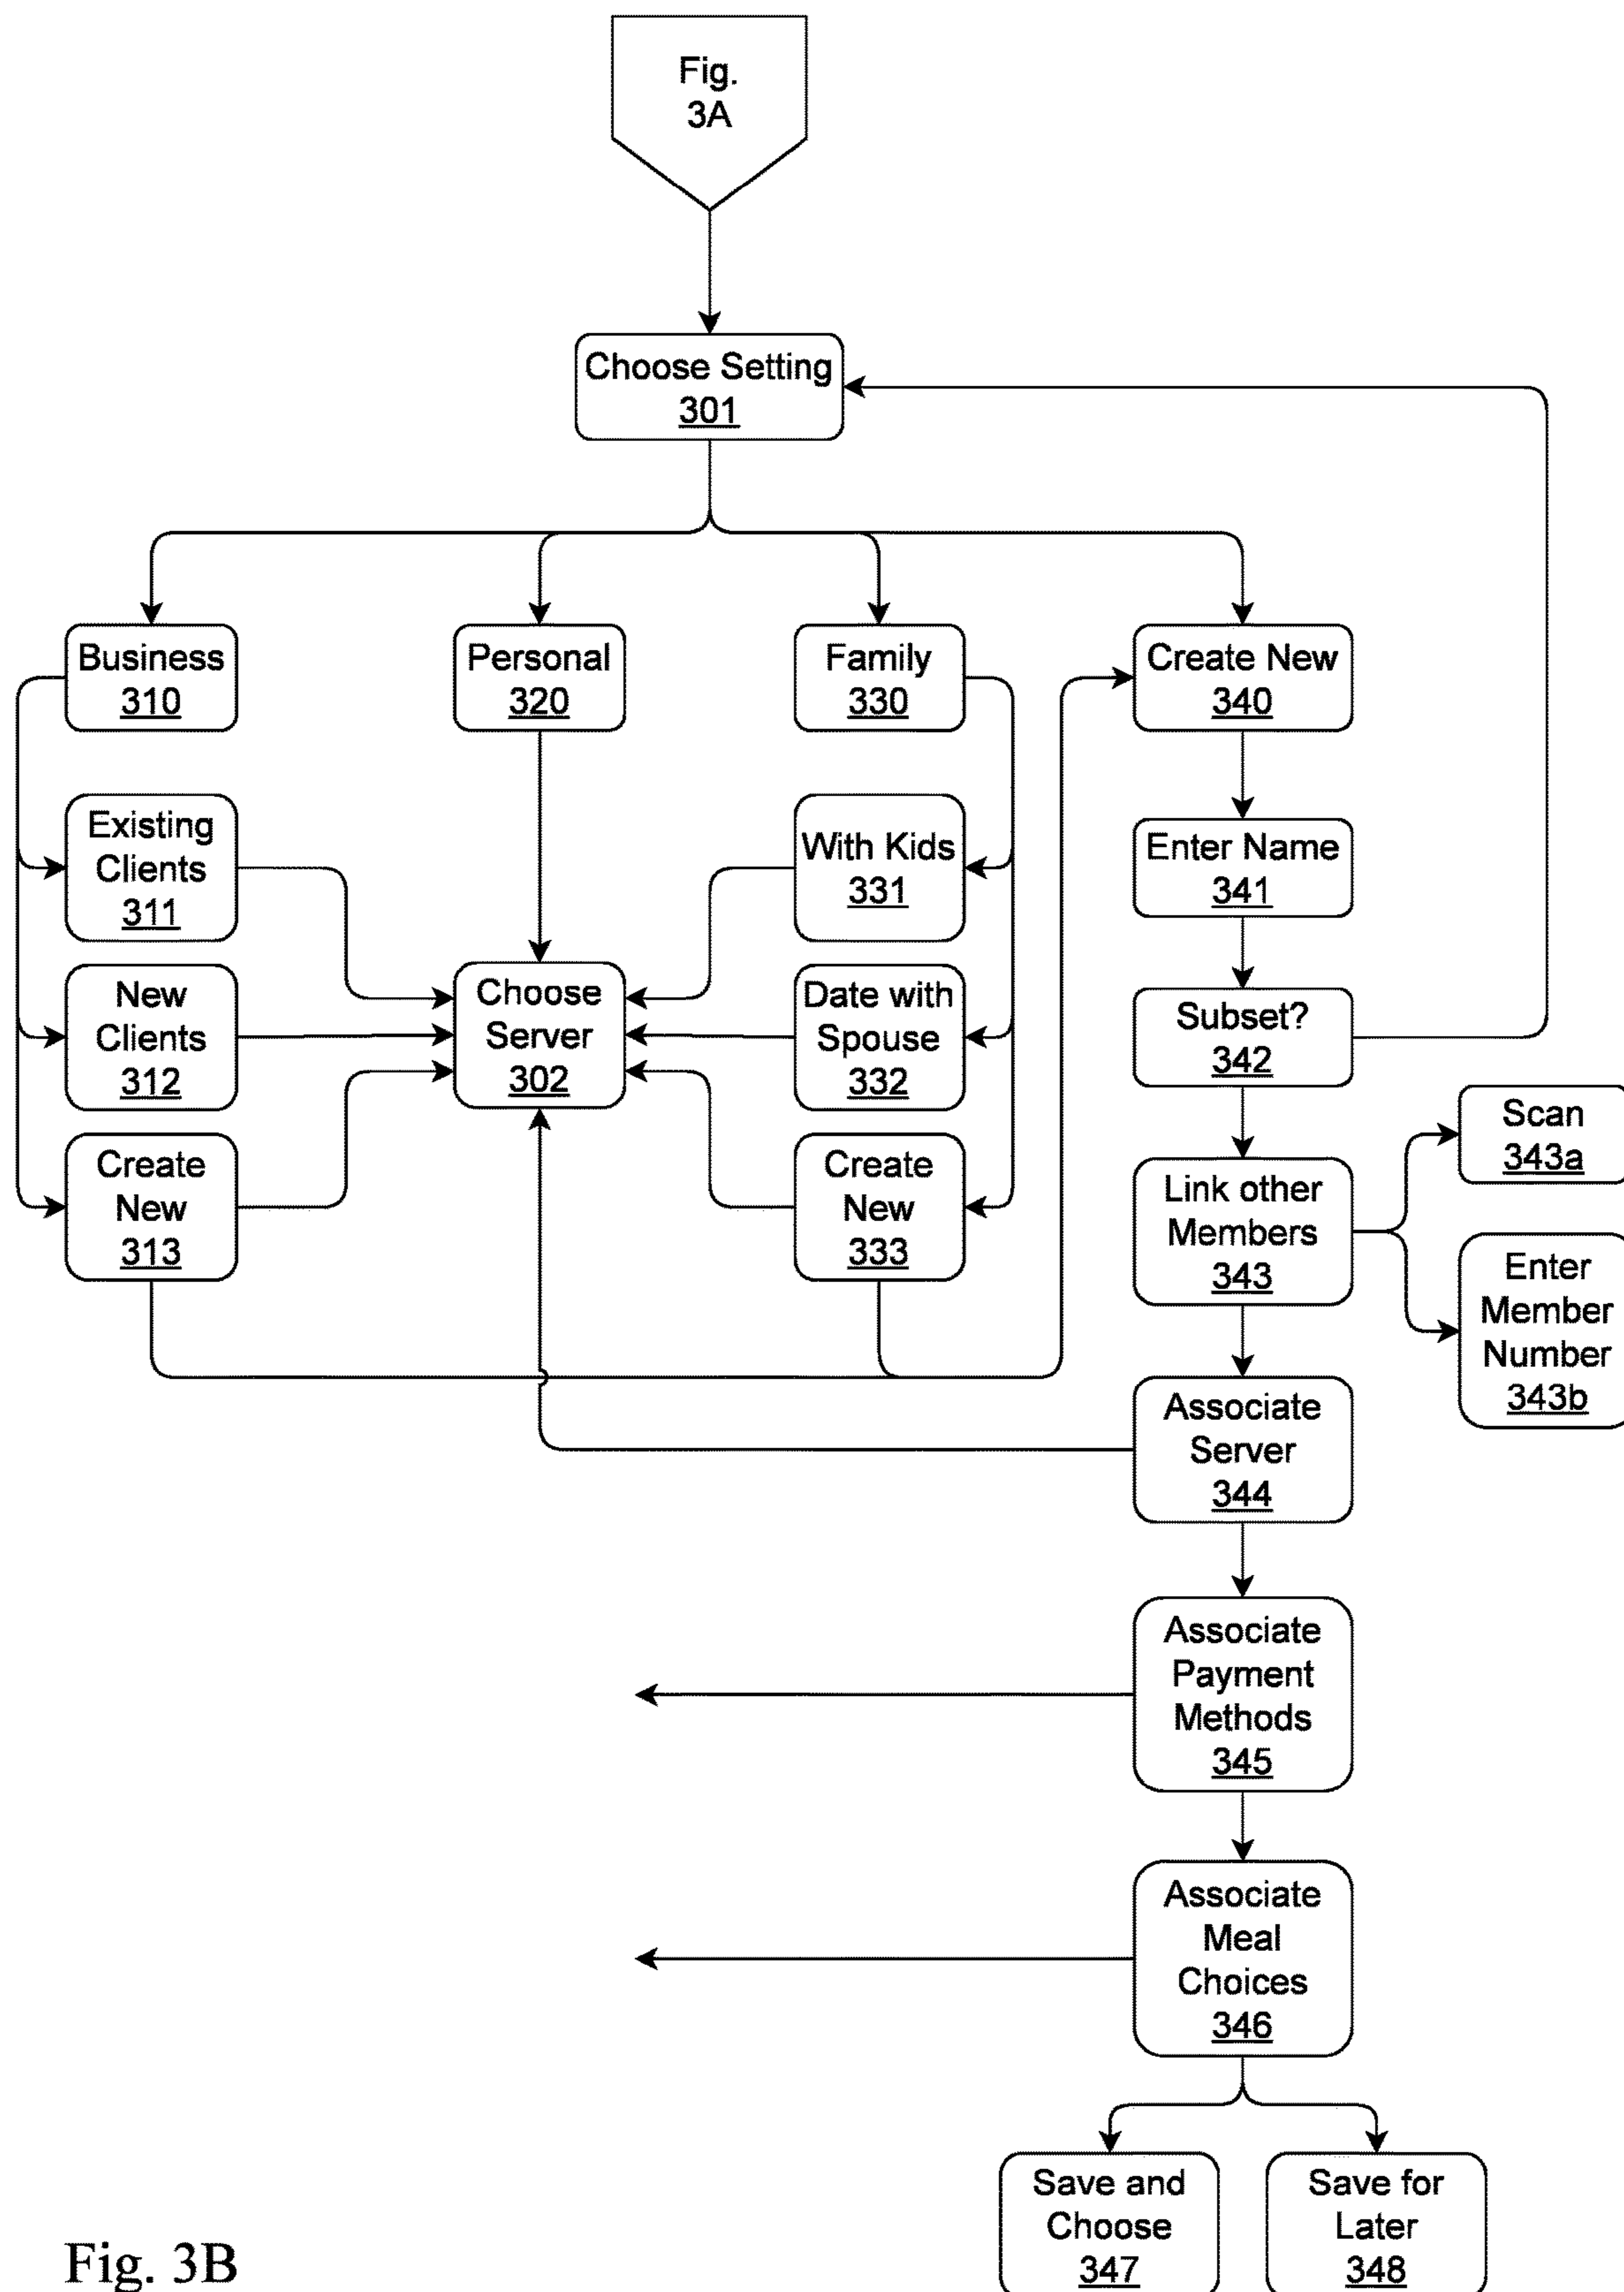 Fig.
3A
Choose Setting
301
Business
310
Personal
320
Family
330
Create New
340
Existing
Clients
311
With Kids
331
Enter Name
341
New
Clients
312
Choose
Server
302
Date with
Spouse
332
Subset?
342
Create
New
313
Create
New
333
Link other
Members
343
Scan
343a
Enter
Member
Number
343b
Associate
Server
344
Associate
Payment
Methods
345
Associate
Meal
Choices
346
Save and
Choose
347
Save for
Later
348
Fig. 3B